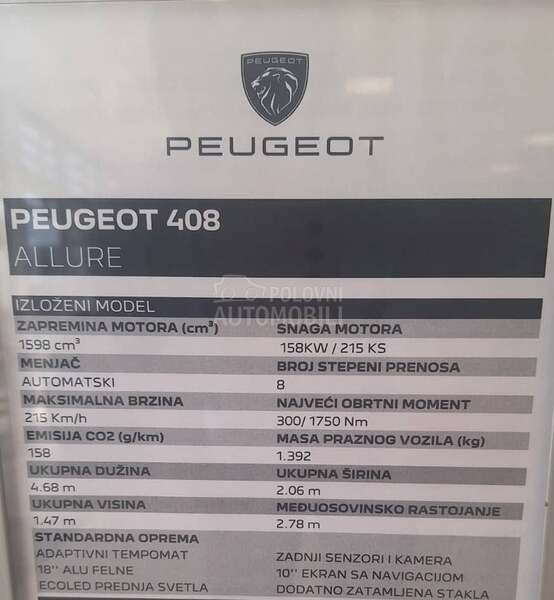 PEUGEOT
PEUGEOT
PEUGEOT 408
ALLURE
POLOVNI
AUTOMOBILI
IZLOŽENI MODEL
ZAPREMINA MOTORA (cm³) SNAGA MOTORA
1598 cm³ 158KW / 215 KS
MENJAČ BROJ STEPENI PRENOSA
AUTOMATSKI 8
MAKSIMALNA BRZINA NAJVEĆI OBRTNI MOMENT
215 Km/h 300/ 1750 Nm
EMISIJA CO2 (g/km) MASA PRAZNOG VOZILA (kg)
158 1.392
UKUPNA DUŽINA UKUPNA ŠIRINA
4.68 m 2.06 m
UKUPNA VISINA MEĐUOSOVINSKO RASTOJANJE
1.47 m 2.78 m
STANDARDNA OPREMA
ADAPTIVNI TEMPOMAT ZADNJI SENZORI I KAMERA
18'' ALU FELNE 10'' EKRAN SA NAVIGACIJOM
ECOLED PREDNJA SVETLA DODATNO ZATAMLJENA STAKLA